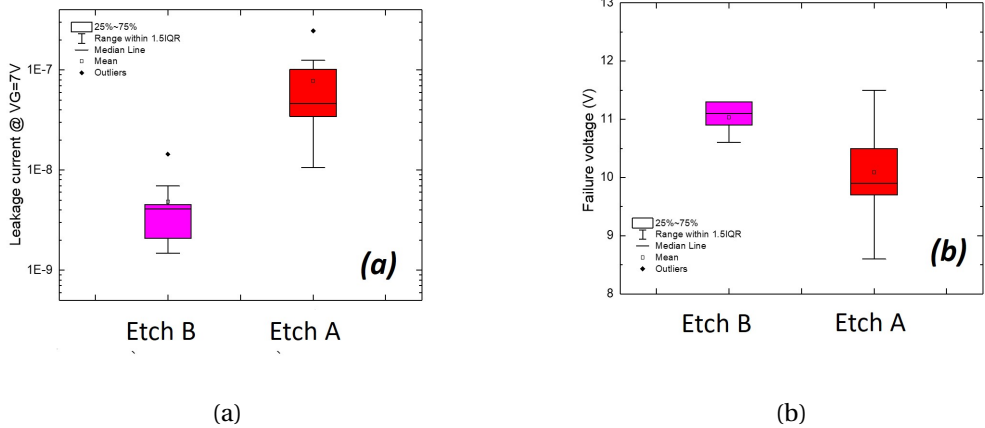 25%~75%
Range within 1.5IQR
Median Line
Mean
Outliers
Leakage current @ VG=7V
1E-7
1E-8
1E-9
(a)
Etch B Etch A
13
12
11
10
9
8
Failure voltage (V)
25%~75%
Range within 1.5IQR
Median Line
Mean
Outliers
(b)
Etch B Etch A
(a)
(b)